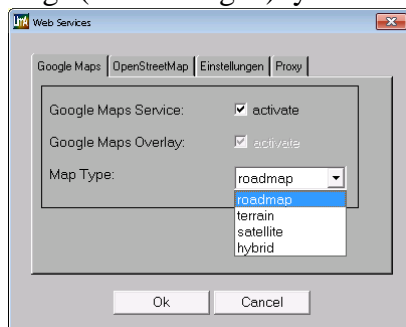 LimA Web Services
Google Maps OpenStreetMap Einstellungen Proxy
Google Maps Service: activate
Google Maps Overlay: activate
Map Type: roadmap
roadmap
terrain
satellite
hybrid
Ok Cancel